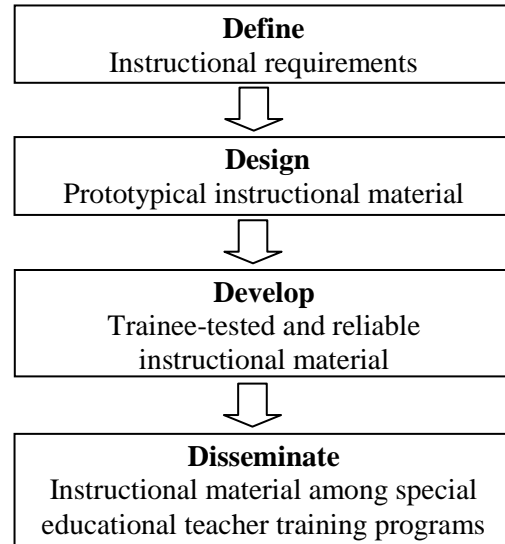 Define
Instructional requirements
Design
Prototypical instructional material
Develop
Trainee-tested and reliable
instructional material
Disseminate
Instructional material among special
educational teacher training programs